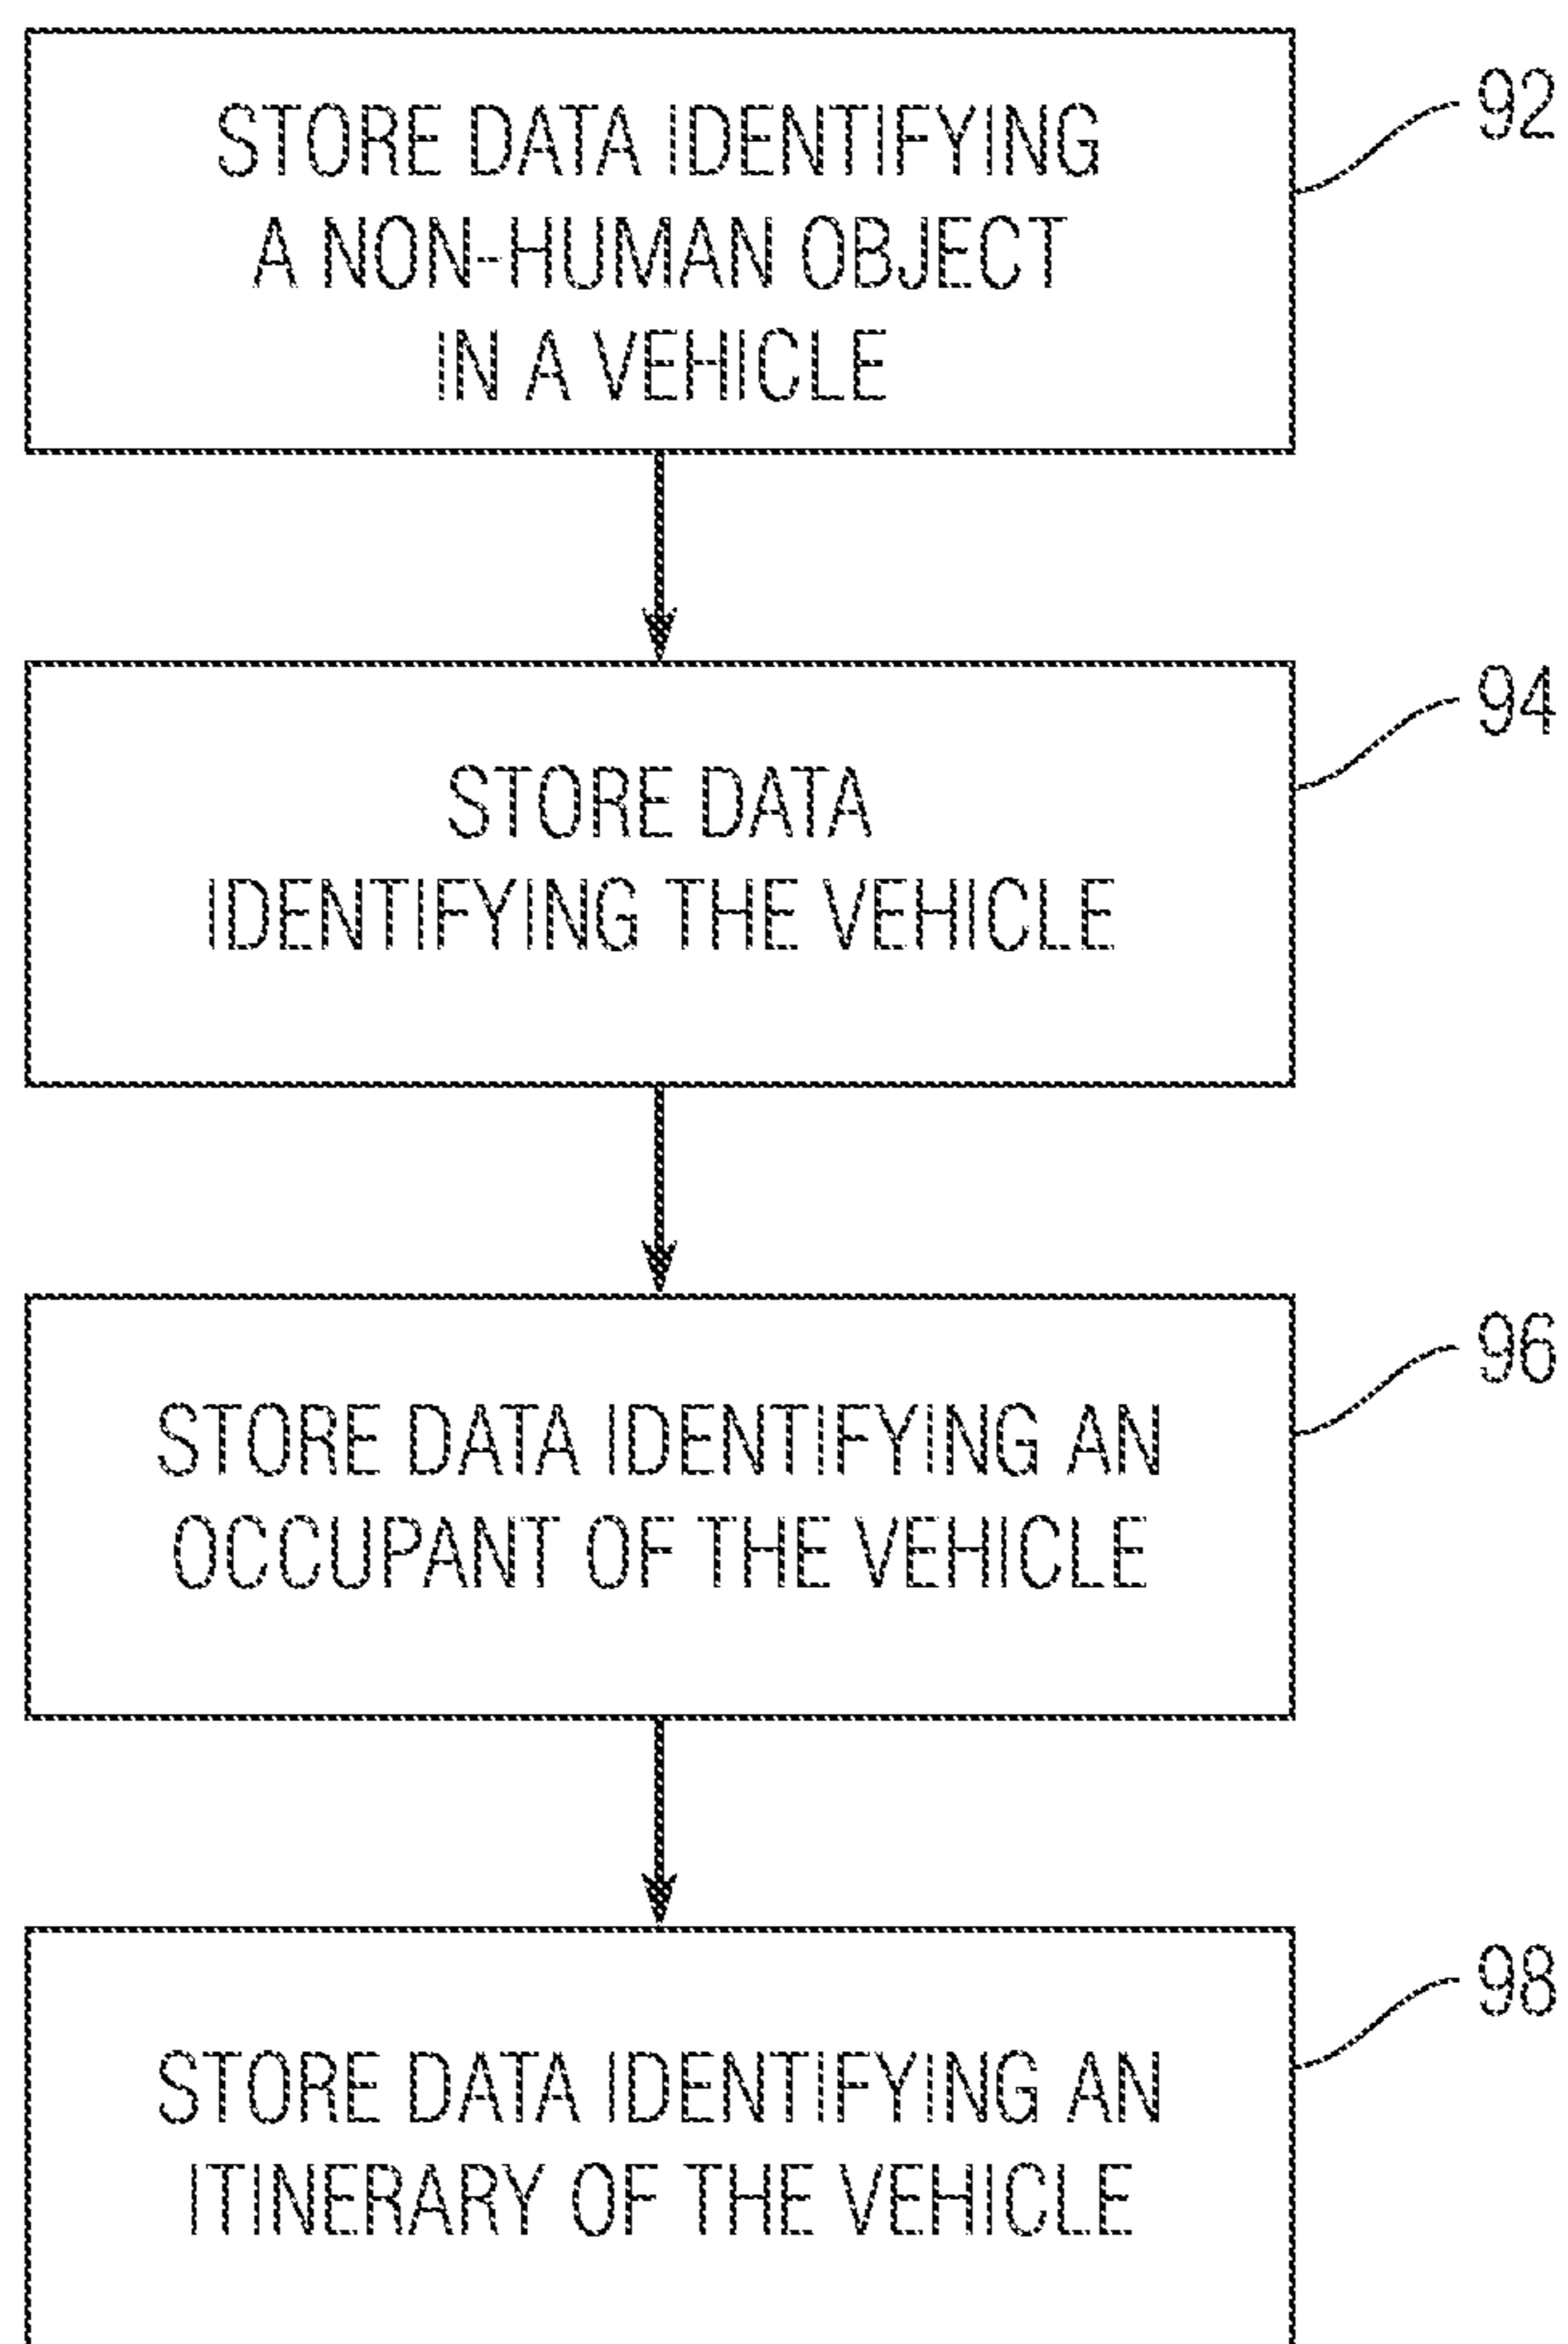 STORE DATA IDENTIFYING
A NON-HUMAN OBJECT
IN A VEHICLE
92
STORE DATA
IDENTIFYING THE VEHICLE
94
STORE DATA IDENTIFYING AN
OCCUPANT OF THE VEHICLE
96
STORE DATA IDENTIFYING AN
ITINERARY OF THE VEHICLE
98